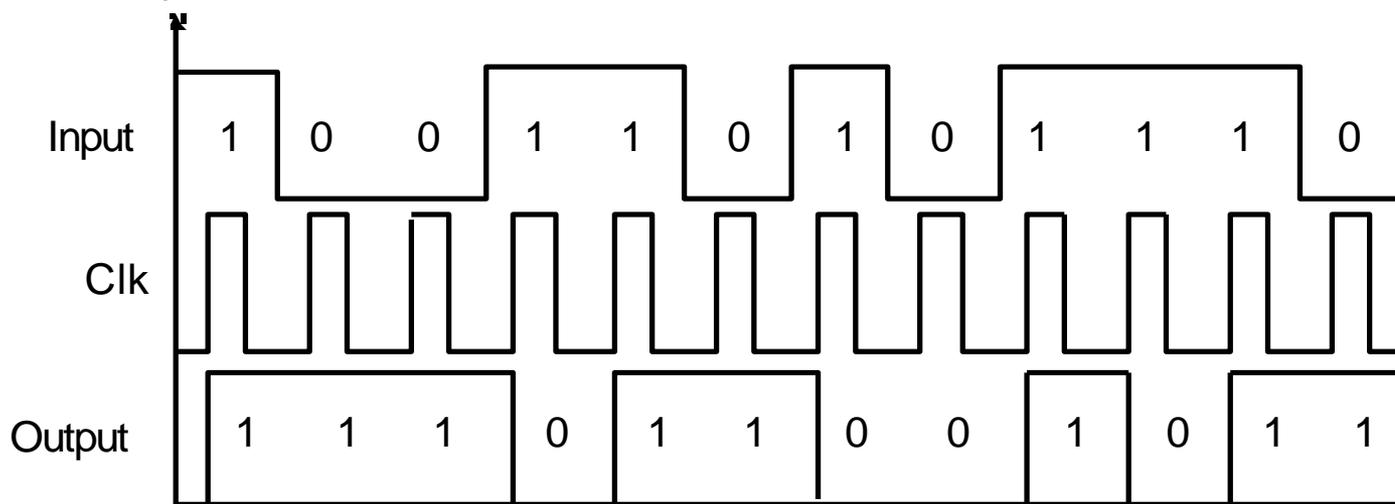 Input 1 0 0 1 1 0 1 0 1 1 1 0
Clk
Output 1 1 1 0 1 1 0 0 1 0 1 1